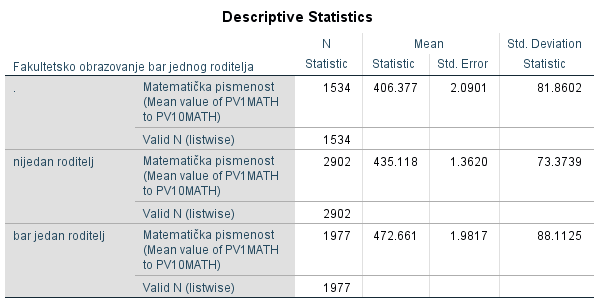 Descriptive Statistics
N Mean Std. Deviation
Fakultetsko obrazovanje bar jednog roditelja Statistic Statistic Std. Error Statistic
. Matematička pismenost 1534 406.377 2.0901 81.8602
(Mean value of PV1MATH
to PV10MATH)
Valid N (listwise) 1534
nijedan roditelj Matematička pismenost 2902 435.118 1.3620 73.3739
(Mean value of PV1MATH
to PV10MATH)
Valid N (listwise) 2902
bar jedan roditelj Matematička pismenost 1977 472.661 1.9817 88.1125
(Mean value of PV1MATH
to PV10MATH)
Valid N (listwise) 1977